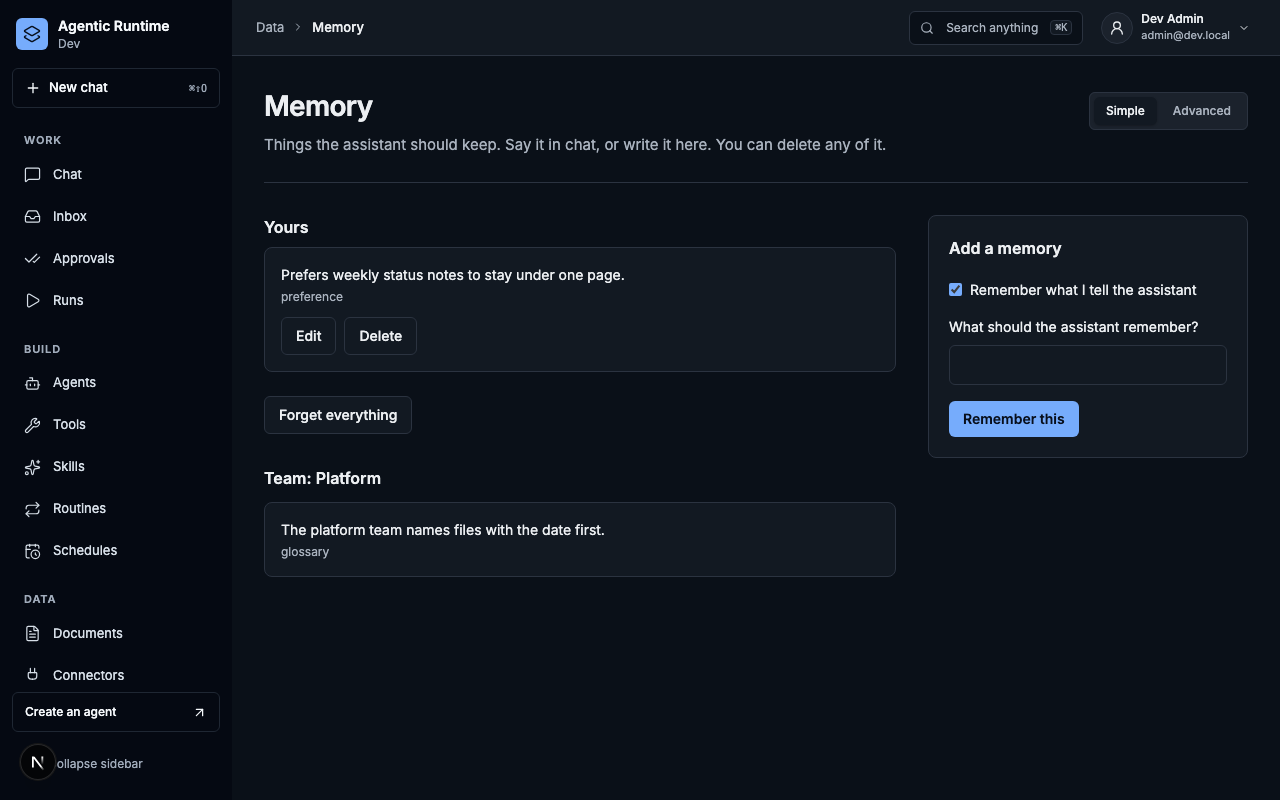 Agentic Runtime
Dev
New chat ⌘⇧O
WORK
Chat
Inbox
Approvals
Runs
BUILD
Agents
Tools
Skills
Routines
Schedules
DATA
Documents
Connectors
Create an agent
N
ollapse sidebar
Data > Memory
Search anything ⌘K
Dev Admin
admin@dev.local
Memory
Things the assistant should keep. Say it in chat, or write it here. You can delete any of it.
Simple Advanced
Yours
Prefers weekly status notes to stay under one page.
preference
Edit Delete
Forget everything
Team: Platform
The platform team names files with the date first.
glossary
Add a memory
Remember what I tell the assistant
What should the assistant remember?
Remember this